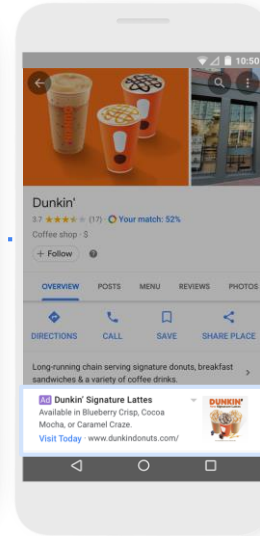 10:50
Dunkin'
3.7 ★★★★★ (17) · Your match: 52%
Coffee shop · $
+ Follow
OVERVIEW POSTS MENU REVIEWS PHOTOS
DIRECTIONS CALL SAVE SHARE PLACE
Long-running chain serving signature donuts, breakfast
sandwiches & a variety of coffee drinks.
Ad Dunkin' Signature Lattes
Available in Blueberry Crisp, Cocoa
Mocha, or Caramel Craze.
Visit Today · www.dunkindonuts.com/
DUNKIN'